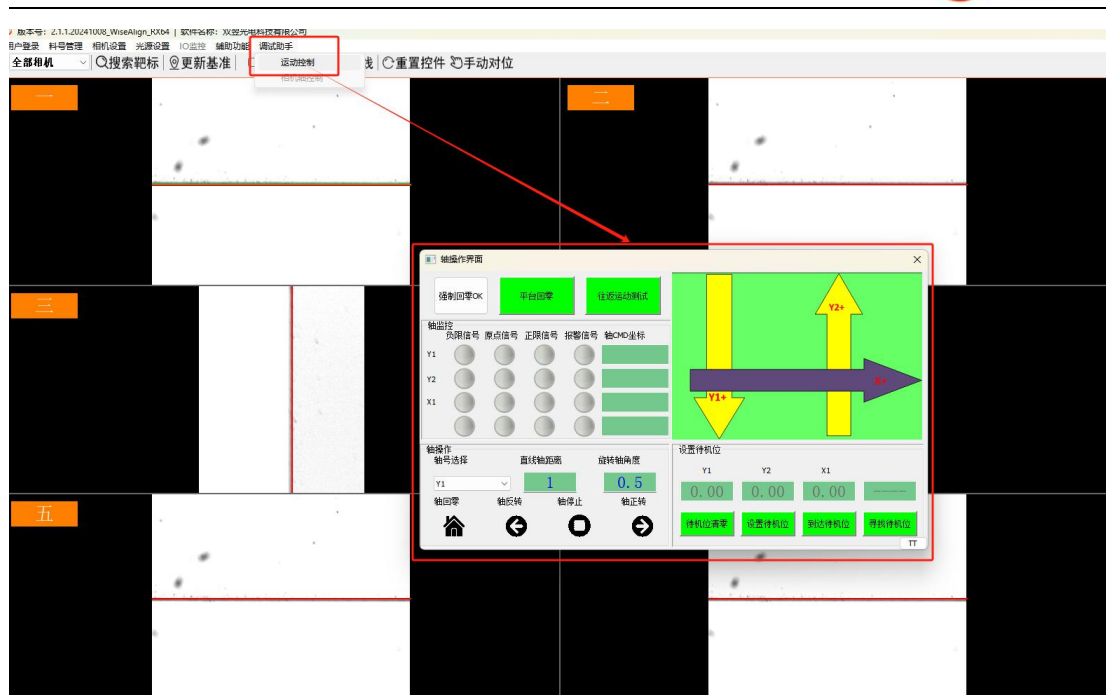 版本号: 2.1.1.20241008_WiseAlign_RX64 | 软件名称: 双翌光电科技有限公司
用户登录 料号管理 相机设置 光源设置 IO监控 辅助功能 调试助手
全部相机 搜索靶标 更新基准 线 重置控件 手动对位
运动控制
相机轴控制
一
二
三
五
轴操作界面
强制回零OK 平台回零 往返运动测试
轴监控
负限信号 原点信号 正限信号 报警信号 轴CMD坐标
Y1
Y2
X1
Y2+
X+
Y1+
轴操作
轴号选择 直线轴距离 旋转轴角度
Y1 1 0.5
轴回零 轴反转 轴停止 轴正转
设置待机位
Y1 Y2 X1
0.00 0.00 0.00 ----
待机位清零 设置待机位 到达待机位 寻找待机位
TT